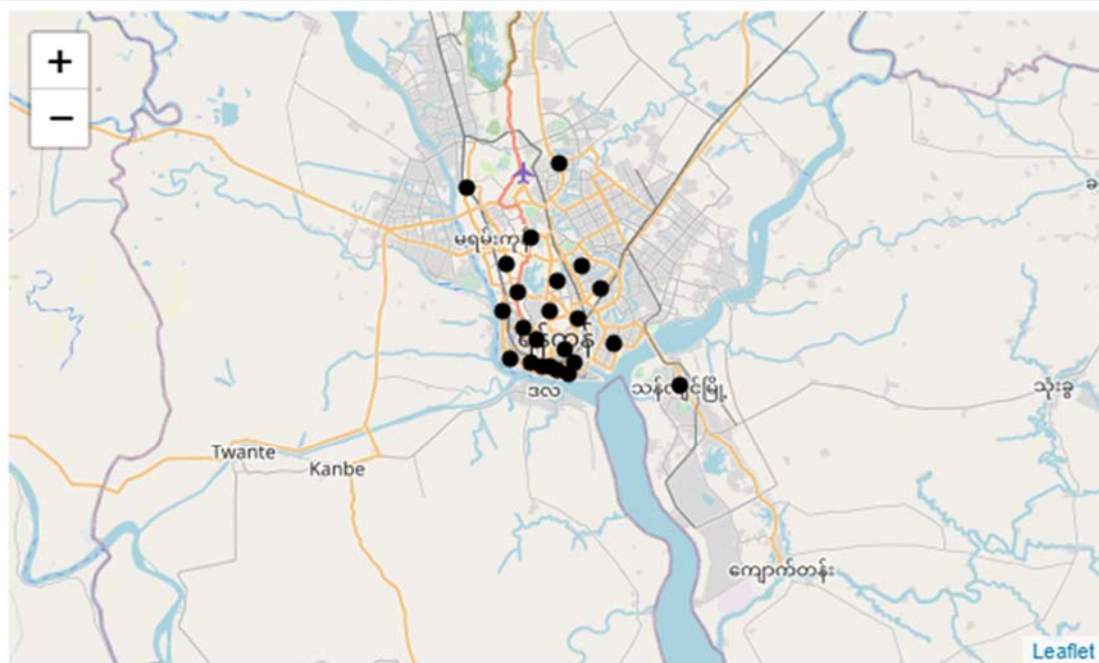 +
−
မရမ်းကုန်း
ရန်ကုန်
ဒလ
သန်လျင်မြို့
သုံးခွ
Twante
Kanbe
ကျောက်တန်း
Leaflet